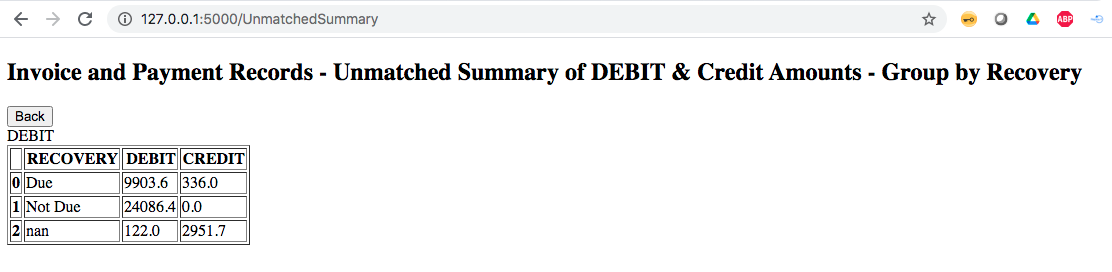 127.0.0.1:5000/UnmatchedSummary
ABP
Invoice and Payment Records - Unmatched Summary of DEBIT & Credit Amounts - Group by Recovery
Back
DEBIT
RECOVERY DEBIT CREDIT
0 Due 9903.6 336.0
1 Not Due 24086.4 0.0
2 nan 122.0 2951.7